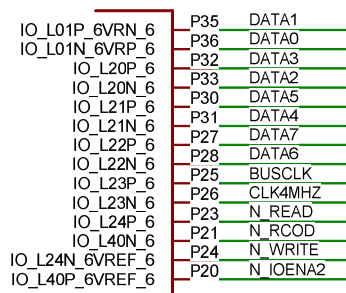 IO_L01P_6VRN_6 P35 DATA1
IO_L01N_6VRP_6 P36 DATA0
IO_L20P_6 P32 DATA3
IO_L20N_6 P33 DATA2
IO_L21P_6 P30 DATA5
IO_L21N_6 P31 DATA4
IO_L22P_6 P27 DATA7
IO_L22N_6 P28 DATA6
IO_L23P_6 P25 BUSCLK
IO_L23N_6 P26 CLK4MHZ
IO_L24P_6 P23 N_READ
IO_L40N_6 P21 N_RCOD
IO_L24N_6VREF_6 P24 N_WRITE
IO_L40P_6VREF_6 P20 N_IOENA2